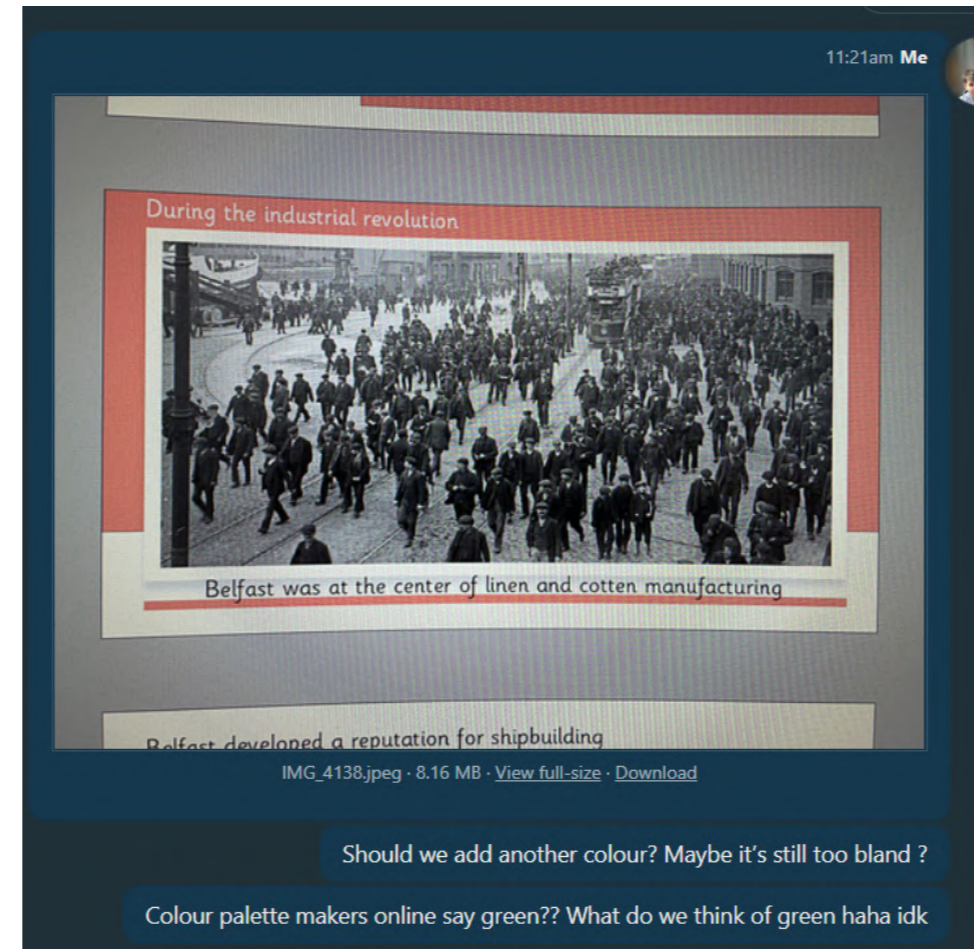 11:21am Me
During the industrial revolution
Belfast was at the center of linen and cotten manufacturing
Belfast developed a reputation for shipbuilding
IMG_4138.jpeg · 8.16 MB · View full-size · Download
Should we add another colour? Maybe it's still too bland ?
Colour palette makers online say green?? What do we think of green haha idk